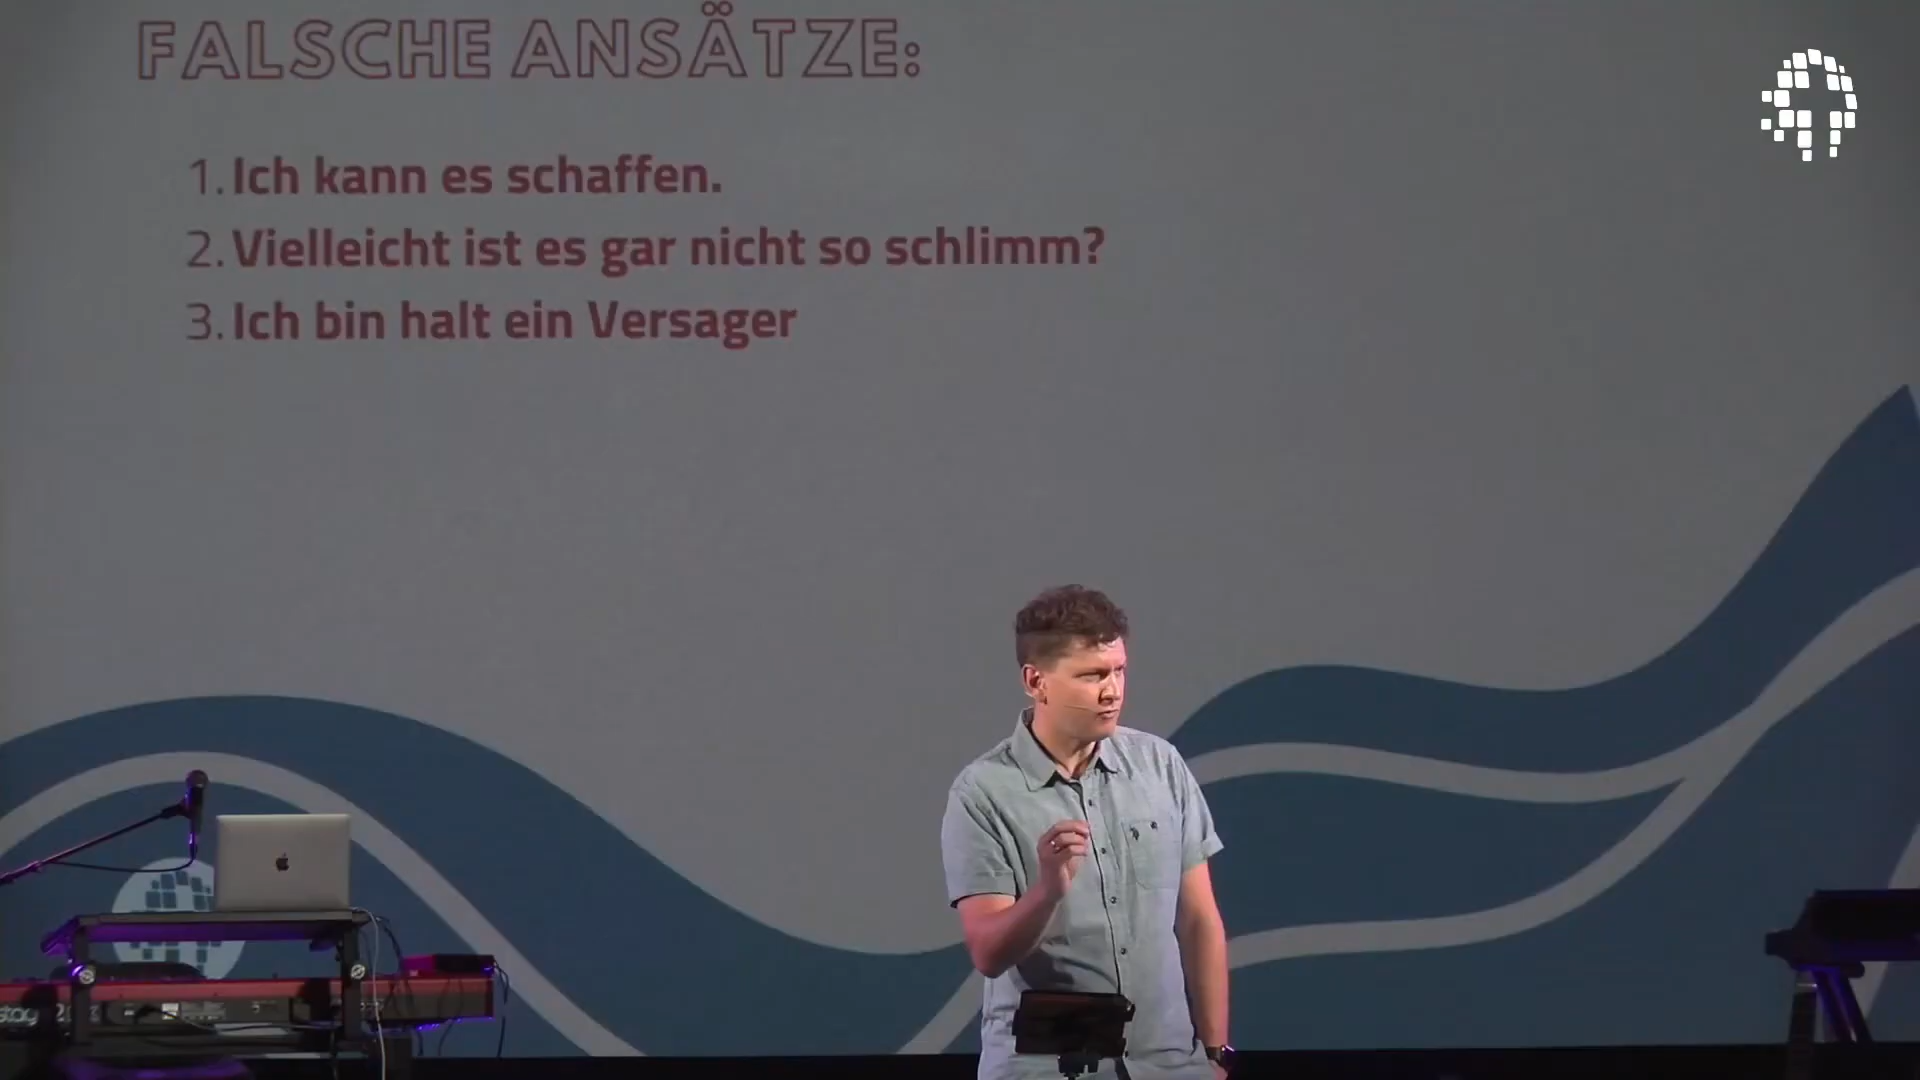 FALSCHE ANSÄTZE:
1. Ich kann es schaffen.
2. Vielleicht ist es gar nicht so schlimm?
3. Ich bin halt ein Versager